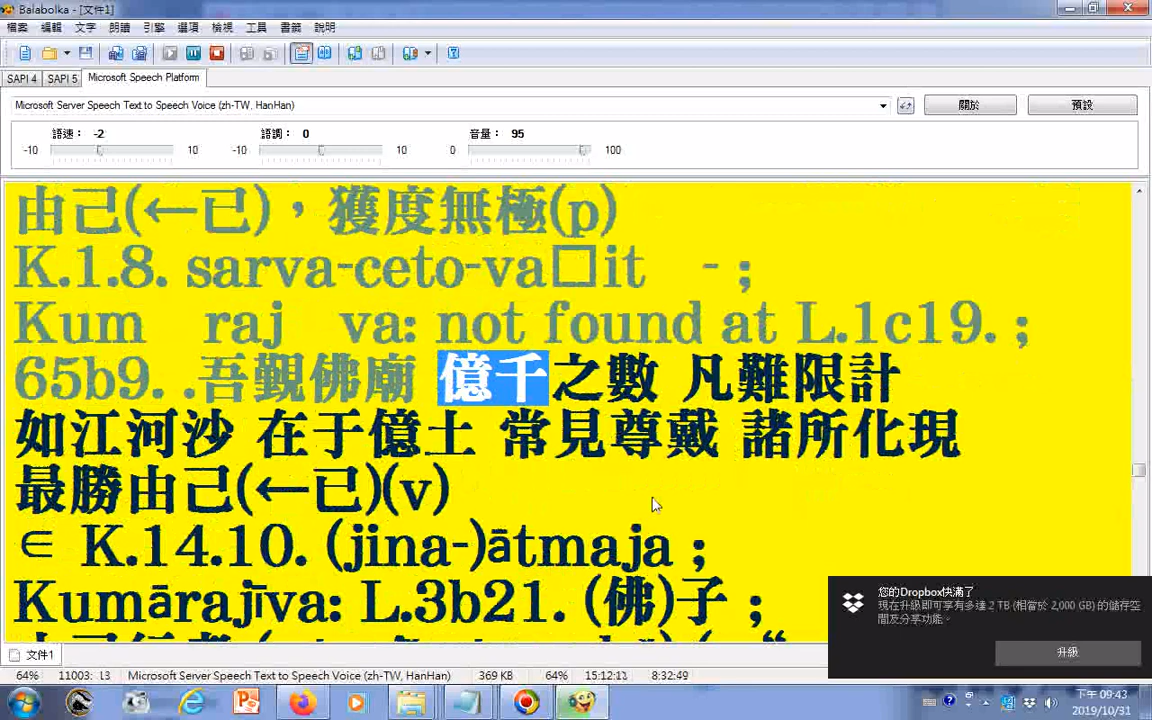 Balabolka - [文件1]
檔案 編輯 文字 朗讀 引擎 選項 檢視 工具 書籤 說明
SAPI 4 SAPI 5 Microsoft Speech Platform
Microsoft Server Speech Text to Speech Voice (zh-TW, HanHan) 關於 預設
語速： -2 語調： 0 音量： 95
-10 10 -10 10 0 100
由己(←已)，獲度無極(p)
K.1.8. sarva-ceto-va□it - ;
Kum raj va: not found at L.1c19. ;
65b9. .吾觀佛廟 億千之數 凡難限計
如江河沙 在于億土 常見尊戴 諸所化現
最勝由己(←已)(v)
∈ K.14.10. (jina-)ātmaja ;
Kumārajīva: L.3b21. (佛)子 ;
您的Dropbox快滿了
現在升級即可享有多達 2 TB (相當於 2,000 GB) 的儲存空
間及分享功能。
升級
文件1
64% 11003: 13 Microsoft Server Speech Text to Speech Voice (zh-TW, HanHan) 369 KB 64% 15:12:11 8:32:49
下午 09:43
2019/10/31